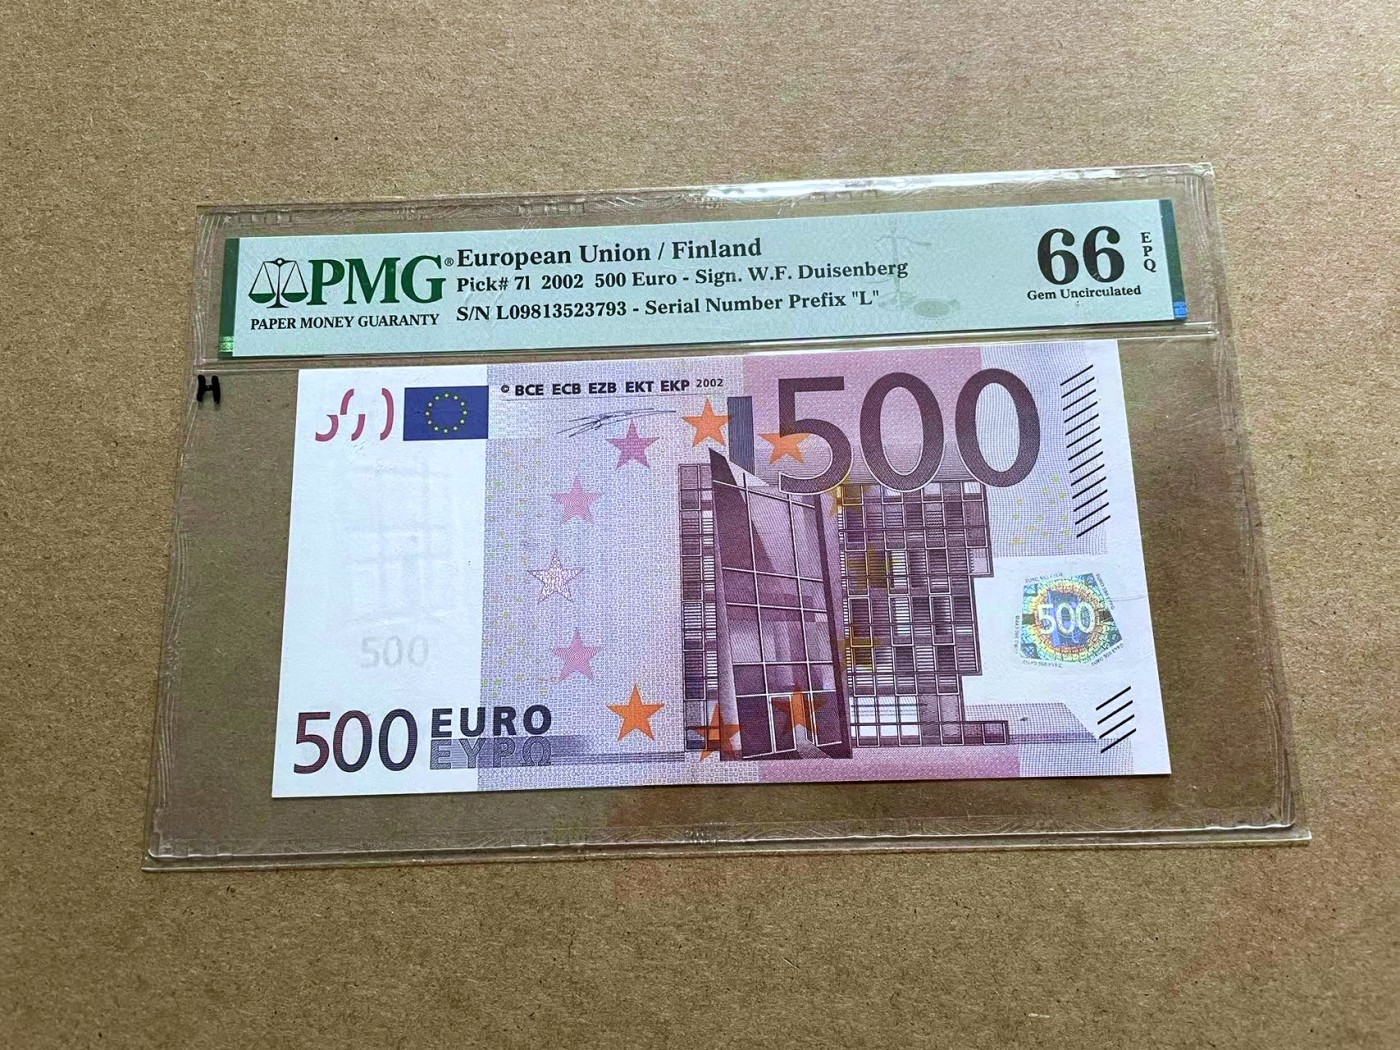 PMG®
PAPER MONEY GUARANTY
European Union / Finland
Pick# 7l 2002 500 Euro - Sign. W.F. Duisenberg
S/N L09813523793 - Serial Number Prefix "L"
66
EPQ
Gem Uncirculated
H
© BCE ECB EZB EKT EKP 2002
500
500
500
500 EURO
ΕΥΡΩ